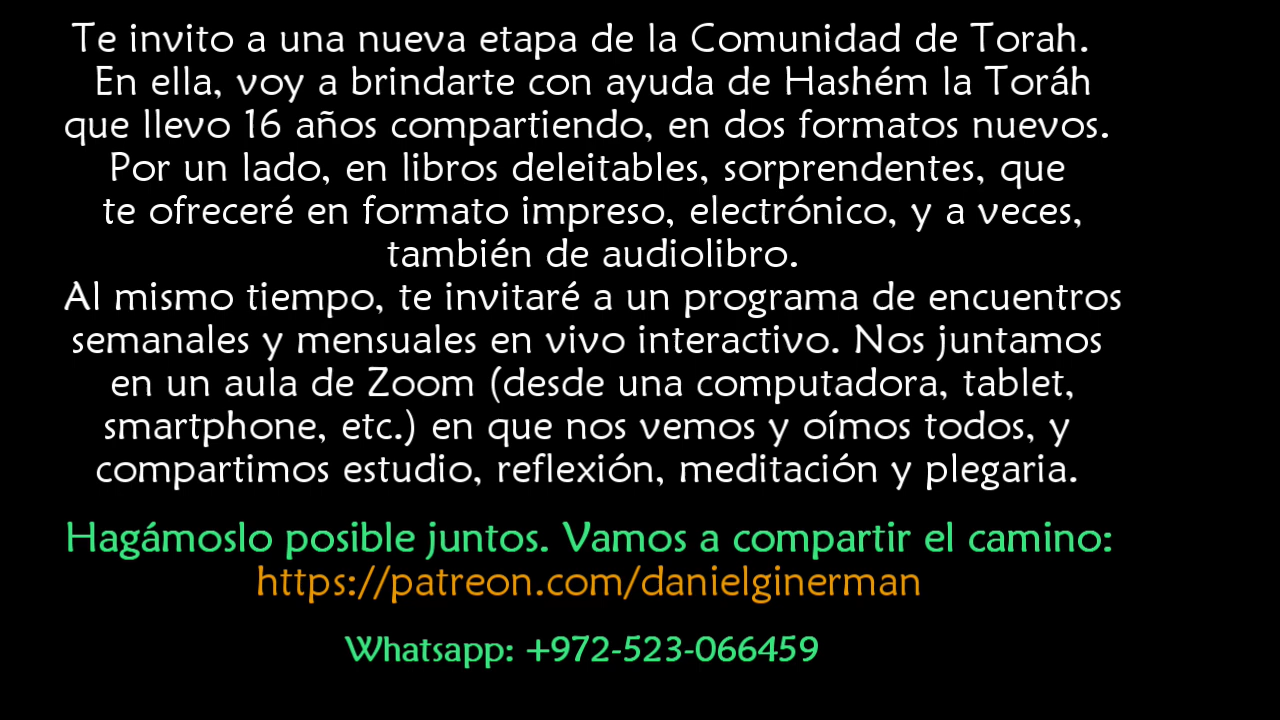 Te invito a una nueva etapa de la Comunidad de Torah.
En ella, voy a brindarte con ayuda de Hashém la Toráh
que llevo 16 años compartiendo, en dos formatos nuevos.
Por un lado, en libros deleitables, sorprendentes, que
te ofreceré en formato impreso, electrónico, y a veces,
también de audiolibro.
Al mismo tiempo, te invitaré a un programa de encuentros
semanales y mensuales en vivo interactivo. Nos juntamos
en un aula de Zoom (desde una computadora, tablet,
smartphone, etc.) en que nos vemos y oímos todos, y
compartimos estudio, reflexión, meditación y plegaria.
Hagámoslo posible juntos. Vamos a compartir el camino:
https://patreon.com/danielginerman
Whatsapp: +972-523-066459